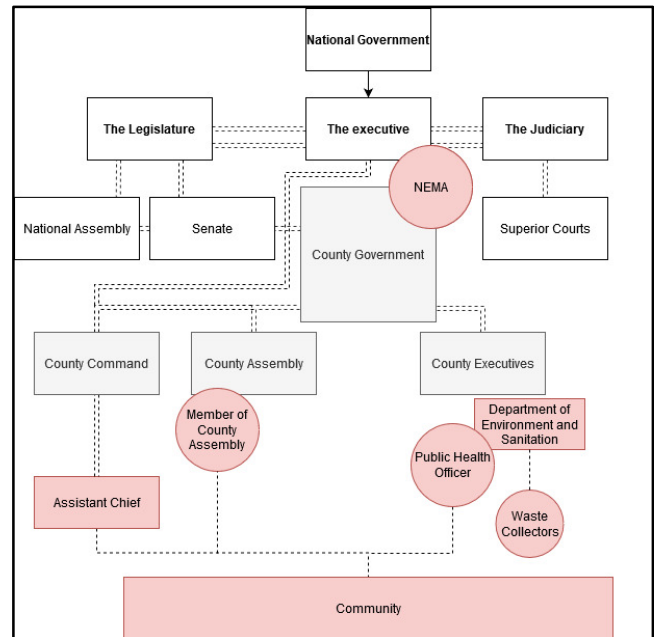 National Government
The Legislature
The executive
The Judiciary
NEMA
National Assembly
Senate
County Government
Superior Courts
County Command
County Assembly
County Executives
Member of
County
Assembly
Department of
Environment and
Sanitation
Public Health
Officer
Assistant Chief
Waste
Collectors
Community